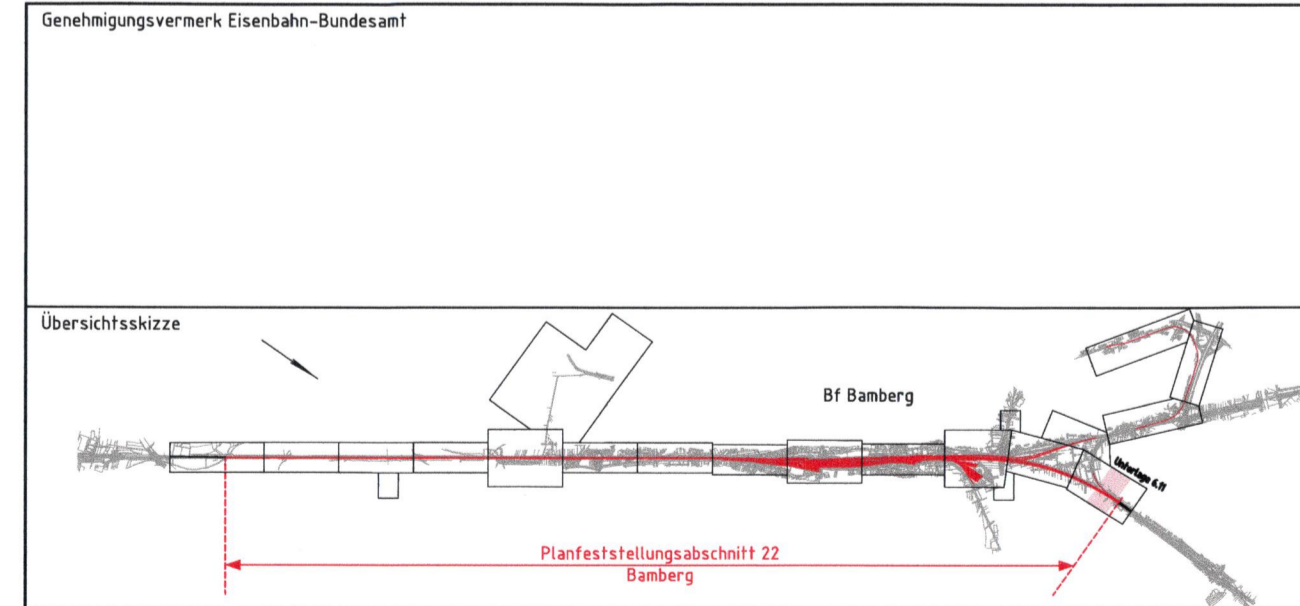 Genehmigungsvermerk Eisenbahn-Bundesamt
Übersichtsskizze
Bf Bamberg
Unterlage 6.11
Planfeststellungsabschnitt 22
Bamberg